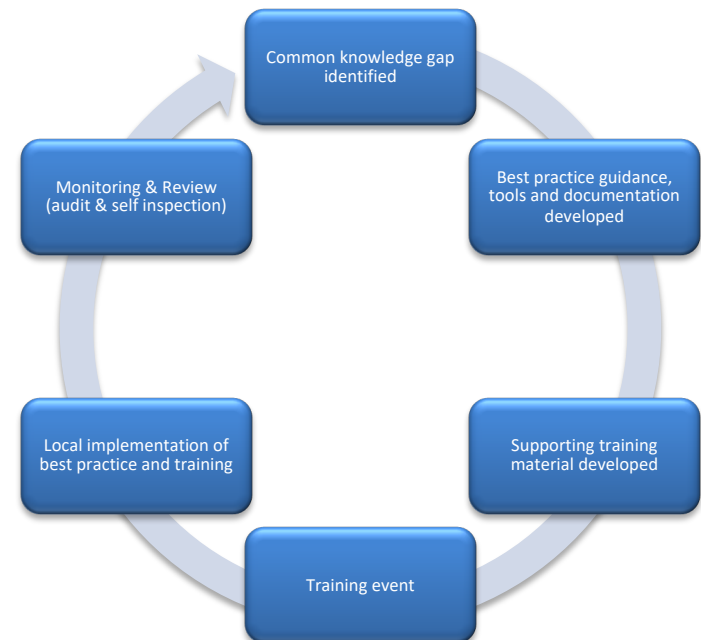 Common knowledge gap
identified
Best practice guidance,
tools and documentation
developed
Supporting training
material developed
Training event
Local implementation of
best practice and training
Monitoring & Review
(audit & self inspection)